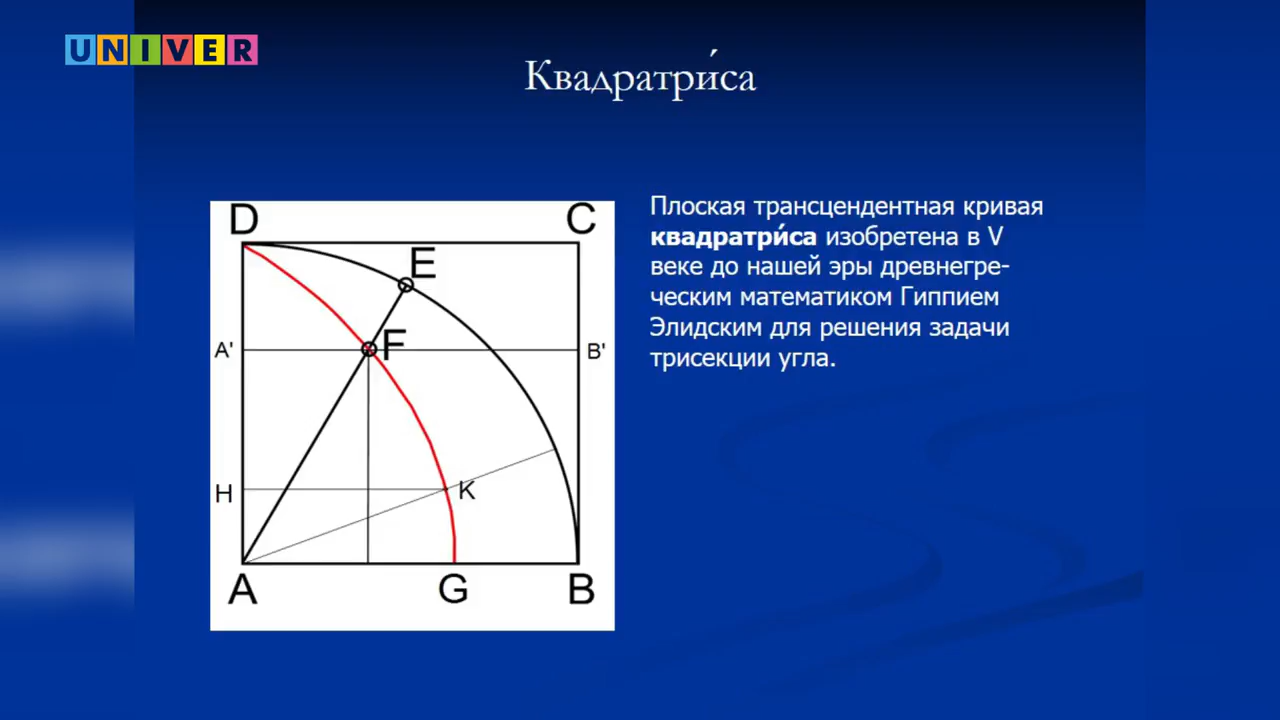 UNIVER
Квадратри́са
Плоская трансцендентная кривая
квадратри́са изобретена в V
веке до нашей эры древнегре-
ческим математиком Гиппием
Элидским для решения задачи
трисекции угла.
D C
E
A' F B'
H K
A G B